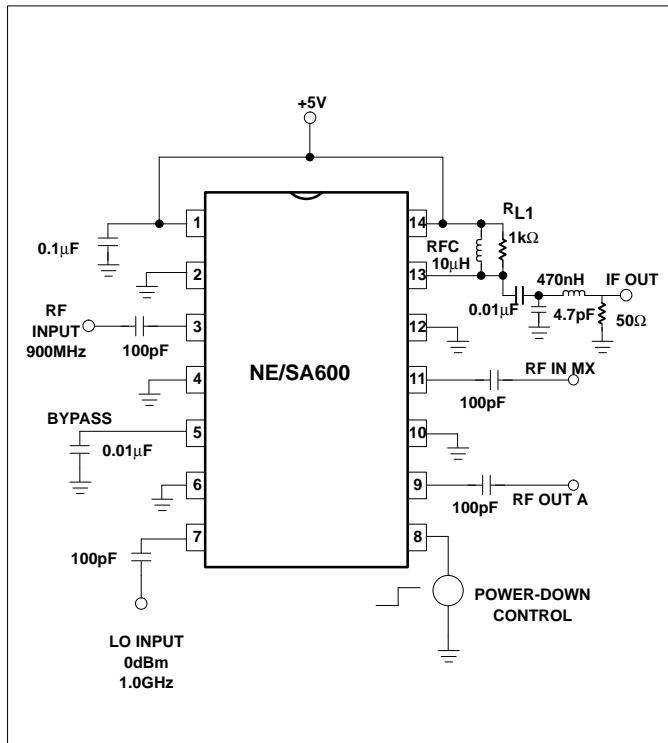 +5V
1
14
0.1µF
RFC
10µH
RL1
1kΩ
2
13
470nH
IF OUT
0.01µF
4.7pF
50Ω
RF
INPUT
900MHz
100pF
3
12
NE/SA600
4
11
RF IN MX
100pF
BYPASS
0.01µF
5
10
6
9
100pF
RF OUT A
7
8
100pF
POWER-DOWN
CONTROL
LO INPUT
0dBm
1.0GHz